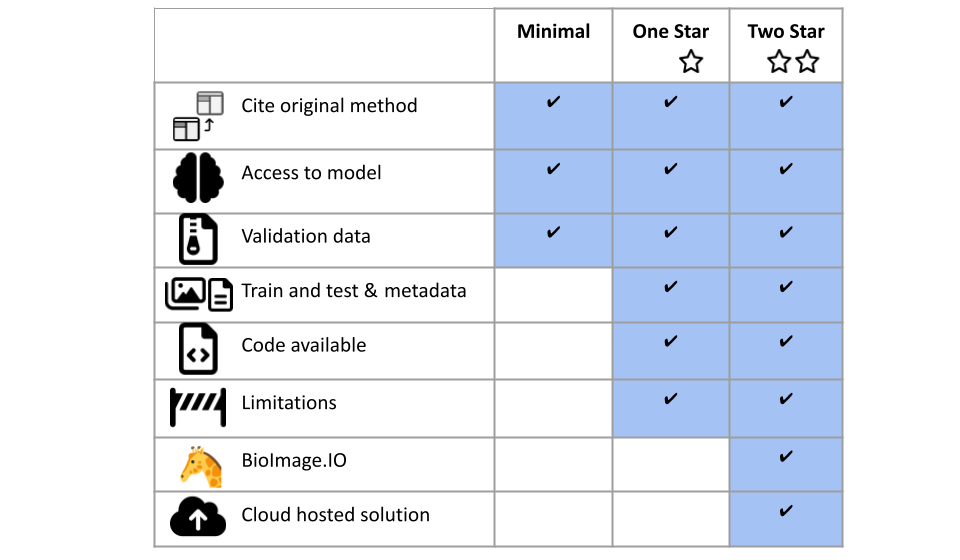 Minimal One Star Two Star
Cite original method ✔ ✔ ✔
Access to model ✔ ✔ ✔
Validation data ✔ ✔ ✔
Train and test & metadata ✔ ✔
Code available ✔ ✔
Limitations ✔ ✔
BioImage.IO ✔
Cloud hosted solution ✔